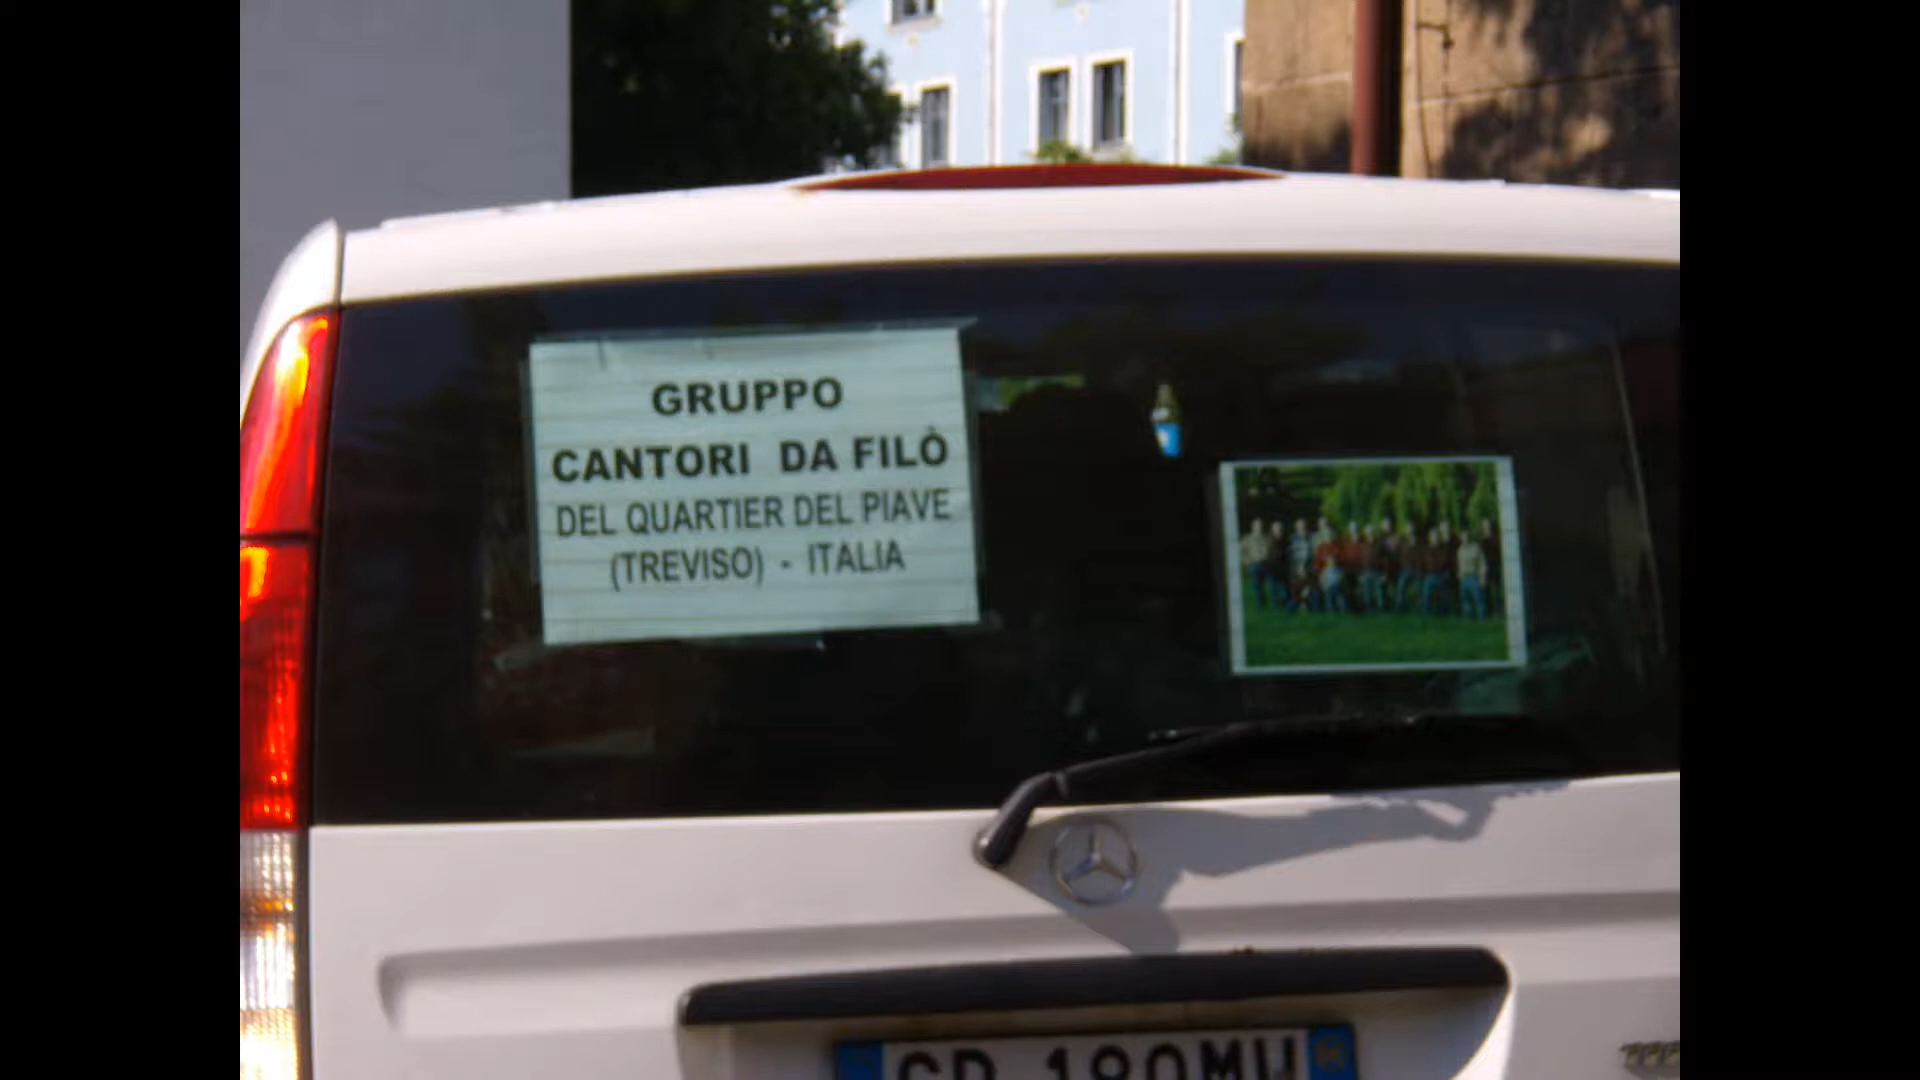 GRUPPO
CANTORI DA FILÒ
DEL QUARTIER DEL PIAVE
(TREVISO) - ITALIA